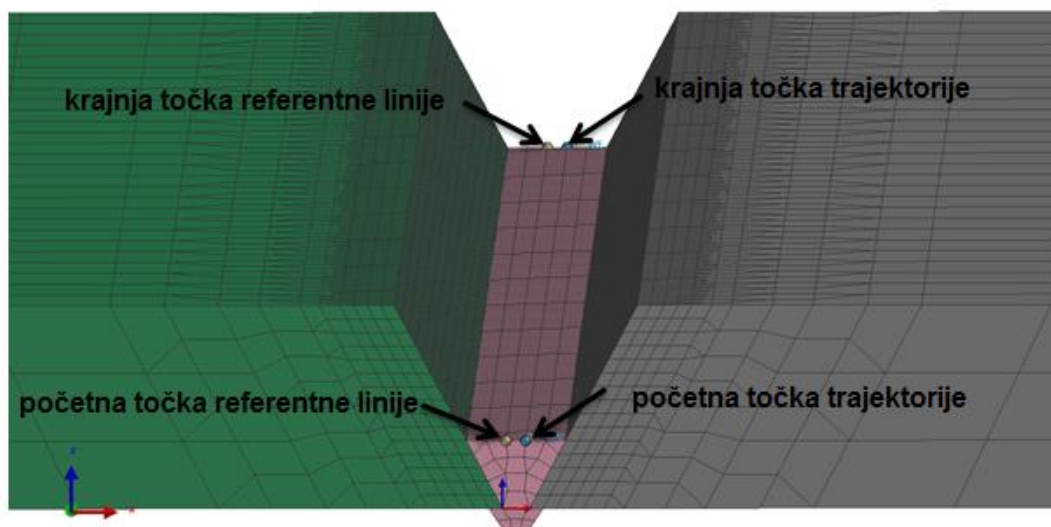 krajnja točka referentne linije
krajnja točka trajektorije
početna točka referentne linije
početna točka trajektorije
z
x